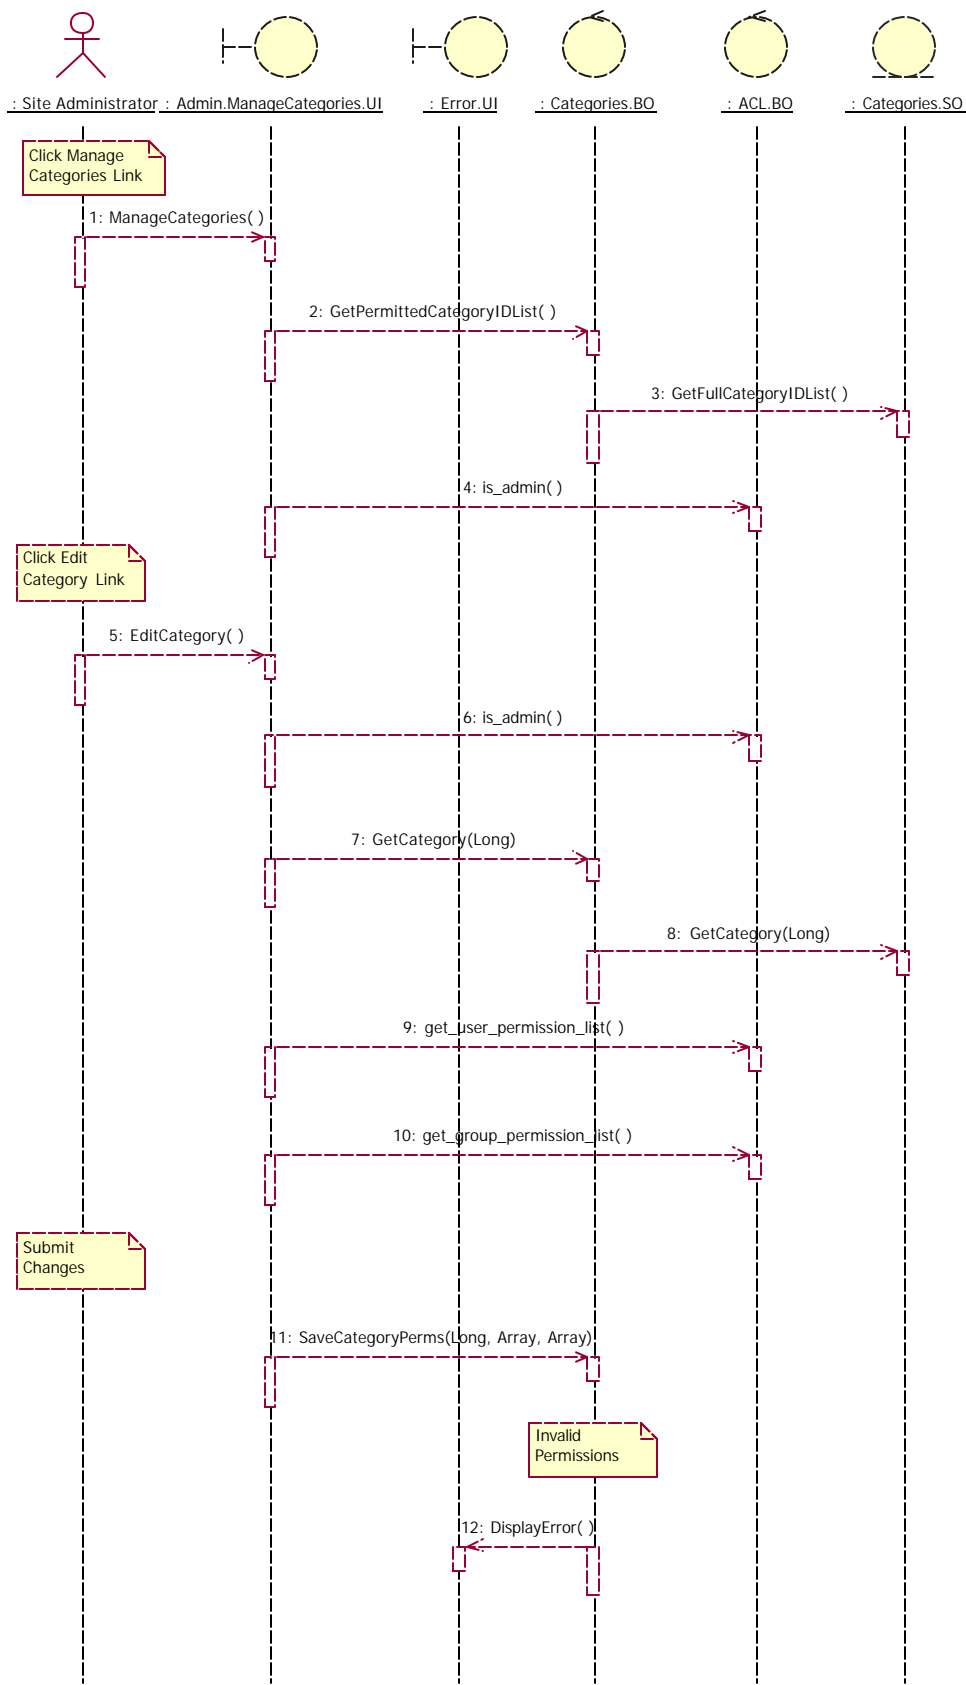 : Site Administrator
: Admin.ManageCategories.UI
: Error.UI
: Categories.BO
: ACL.BO
: Categories.SO
Click Manage
Categories Link
1: ManageCategories( )
2: GetPermittedCategoryIDList( )
3: GetFullCategoryIDList( )
4: is_admin( )
Click Edit
Category Link
5: EditCategory( )
6: is_admin( )
7: GetCategory(Long)
8: GetCategory(Long)
9: get_user_permission_list( )
10: get_group_permission_list( )
Submit
Changes
11: SaveCategoryPerms(Long, Array, Array)
Invalid
Permissions
12: DisplayError( )